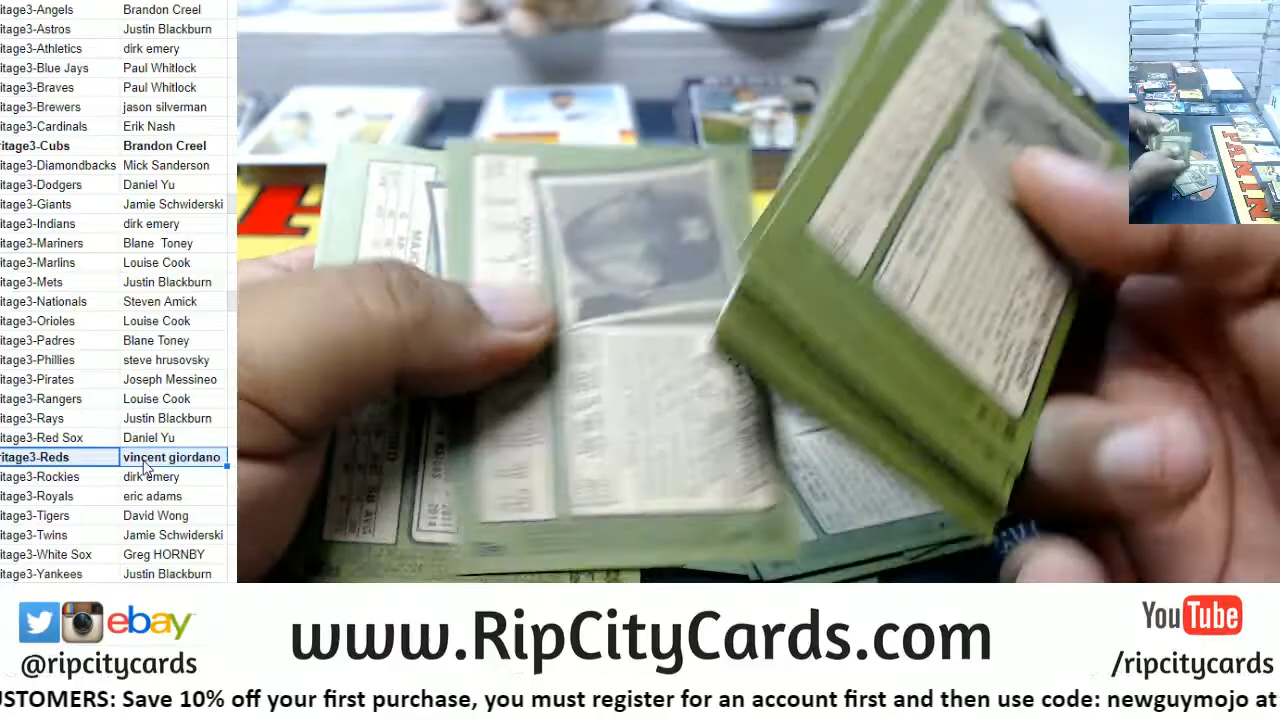 itage3-Angels Brandon Creel
itage3-Astros Justin Blackburn
itage3-Athletics dirk emery
itage3-Blue Jays Paul Whitlock
itage3-Braves Paul Whitlock
itage3-Brewers jason silverman
itage3-Cardinals Erik Nash
ritage3-Cubs Brandon Creel
itage3-Diamondbacks Mick Sanderson
itage3-Dodgers Daniel Yu
itage3-Giants Jamie Schwiderski
itage3-Indians dirk emery
itage3-Mariners Blane Toney
itage3-Marlins Louise Cook
itage3-Mets Justin Blackburn
itage3-Nationals Steven Amick
itage3-Orioles Louise Cook
itage3-Padres Blane Toney
itage3-Phillies steve hrusovsky
itage3-Pirates Joseph Messineo
itage3-Rangers Louise Cook
itage3-Rays Justin Blackburn
itage3-Red Sox Daniel Yu
ritage3-Reds vincent giordano
itage3-Rockies dirk emery
itage3-Royals eric adams
itage3-Tigers David Wong
itage3-Twins Jamie Schwiderski
itage3-White Sox Greg HORNBY
itage3-Yankees Justin Blackburn
PANIN
ebay
@ripcitycards
www.RipCityCards.com
YouTube
/ripcitycards
CUSTOMERS: Save 10% off your first purchase, you must register for an account first and then use code: newguymojo at